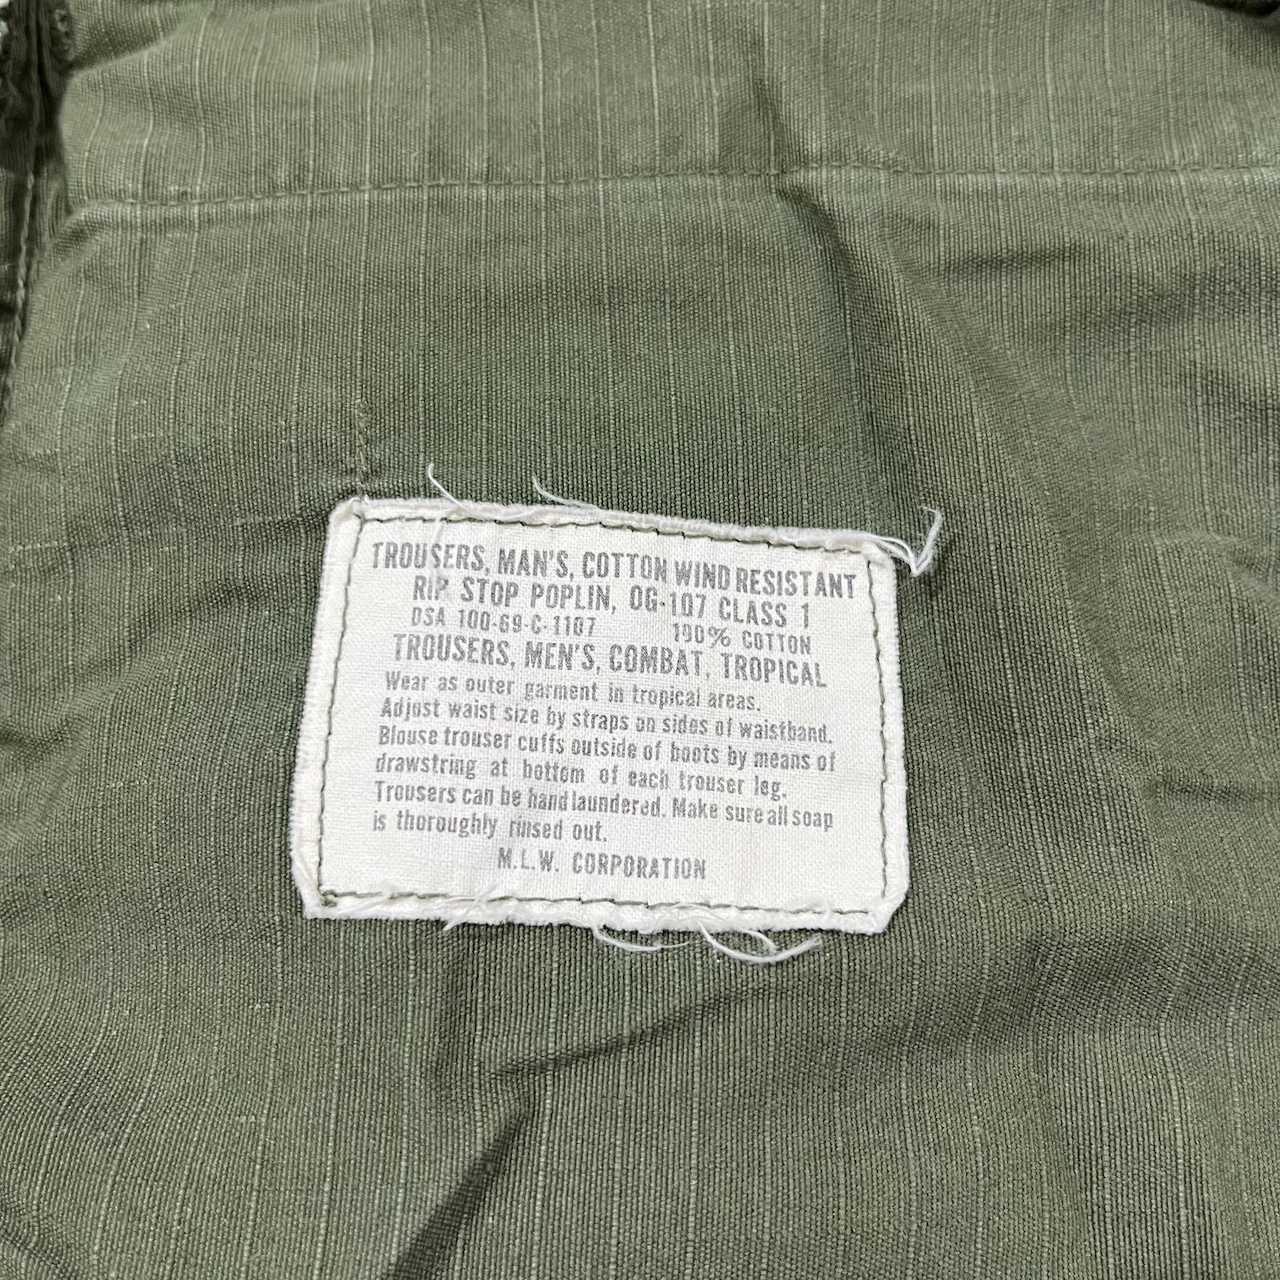 TROUSERS, MAN'S, COTTON WIND RESISTANT
RIP STOP POPLIN, OG-107 CLASS 1
DSA 100-69-C-1107 100% COTTON
TROUSERS, MEN'S, COMBAT, TROPICAL
Wear as outer garment in tropical areas.
Adjust waist size by straps on sides of waistband.
Blouse trouser cuffs outside of boots by means of
drawstring at bottom of each trouser leg.
Trousers can be hand laundered. Make sure all soap
is thoroughly rinsed out.
M.L.W. CORPORATION